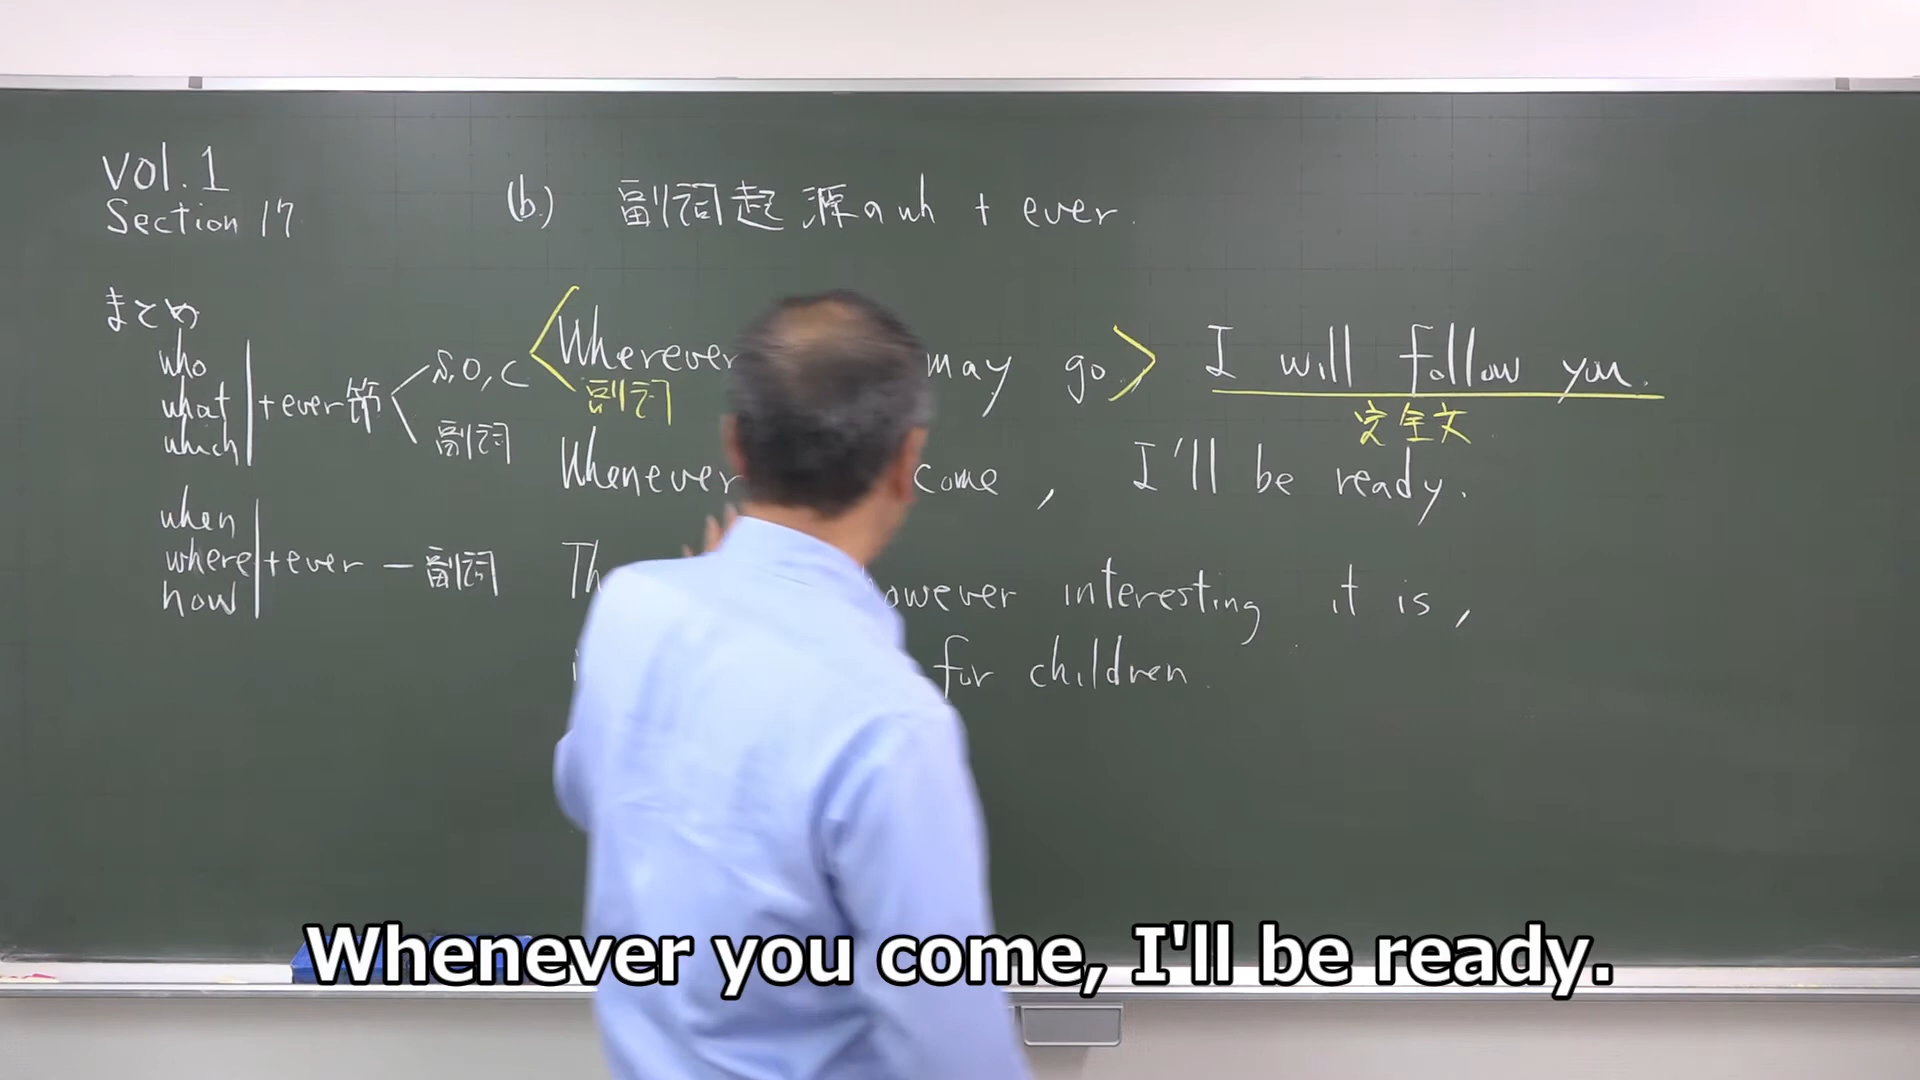 vol.1
Section 17
(b.) 副詞起源のwh + ever.
まとめ
who
what
which
+ever節
S,O,C
副詞
when
where
how
+ever — 副詞
Wherever may go, I will follow you.
副詞
完全文
Whenever come, I'll be ready.
however interesting it is,
for children.
Whenever you come, I'll be ready.